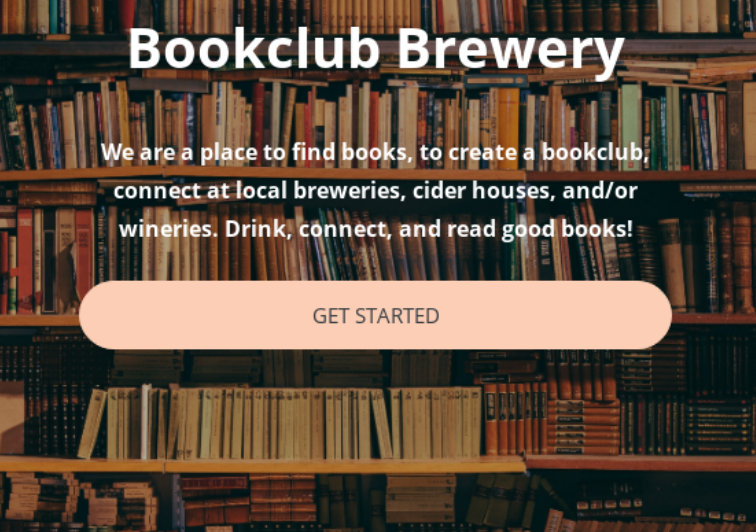 Bookclub Brewery
We are a place to find books, to create a bookclub,
connect at local breweries, cider houses, and/or
wineries. Drink, connect, and read good books!
GET STARTED